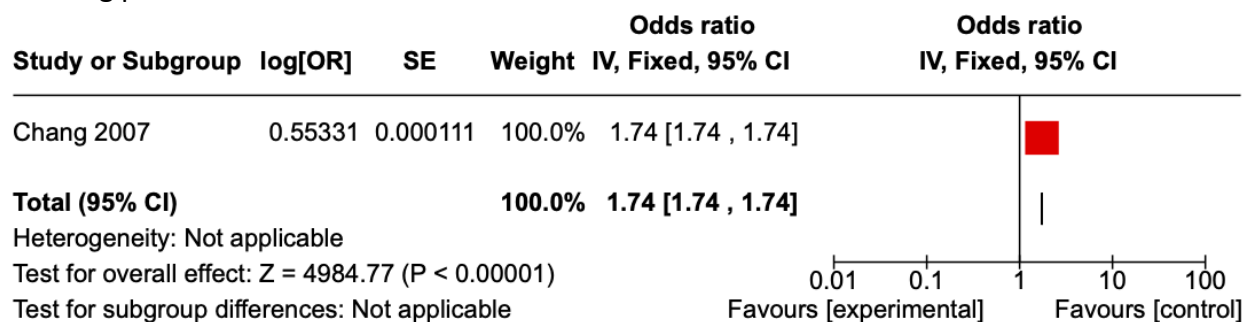 Odds ratio Odds ratio
Study or Subgroup log[OR] SE Weight IV, Fixed, 95% CI IV, Fixed, 95% CI
Chang 2007 0.55331 0.000111 100.0% 1.74 [1.74 , 1.74]
Total (95% CI) 100.0% 1.74 [1.74 , 1.74]
Heterogeneity: Not applicable
Test for overall effect: Z = 4984.77 (P < 0.00001) 0.01 0.1 1 10 100
Test for subgroup differences: Not applicable Favours [experimental] Favours [control]